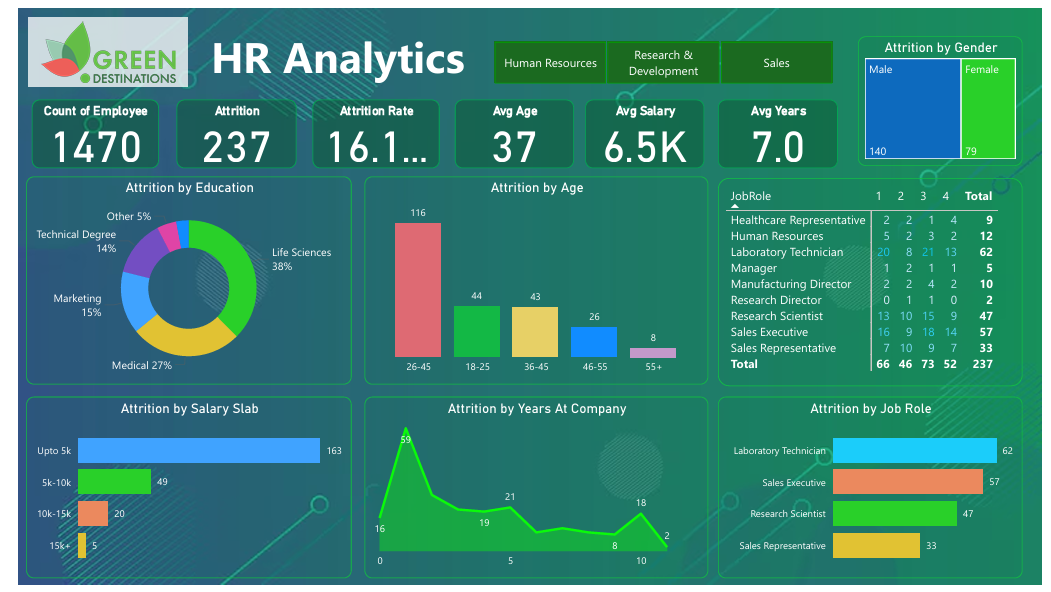 GREEN
DESTINATIONS
HR Analytics
Human Resources
Research &
Development
Sales
Attrition by Gender
Male
Female
140
79
Count of Employee
1470
Attrition
237
Attrition Rate
16.1...
Avg Age
37
Avg Salary
6.5K
Avg Years
7.0
Attrition by Education
Other 5%
Technical Degree
14%
Life Sciences
38%
Marketing
15%
Medical 27%
Attrition by Age
116
44
43
26
8
26-45
18-25
36-45
46-55
55+
JobRole 1 2 3 4 Total
Healthcare Representative 2 2 1 4 9
Human Resources 5 2 3 2 12
Laboratory Technician 20 8 21 13 62
Manager 1 2 1 1 5
Manufacturing Director 2 2 4 2 10
Research Director 0 1 1 0 2
Research Scientist 13 10 15 9 47
Sales Executive 16 9 18 14 57
Sales Representative 7 10 9 7 33
Total 66 46 73 52 237
Attrition by Salary Slab
Upto 5k 163
5k-10k 49
10k-15k 20
15k+ 5
Attrition by Years At Company
59
16
19
21
8
18
2
0 5 10
Attrition by Job Role
Laboratory Technician 62
Sales Executive 57
Research Scientist 47
Sales Representative 33